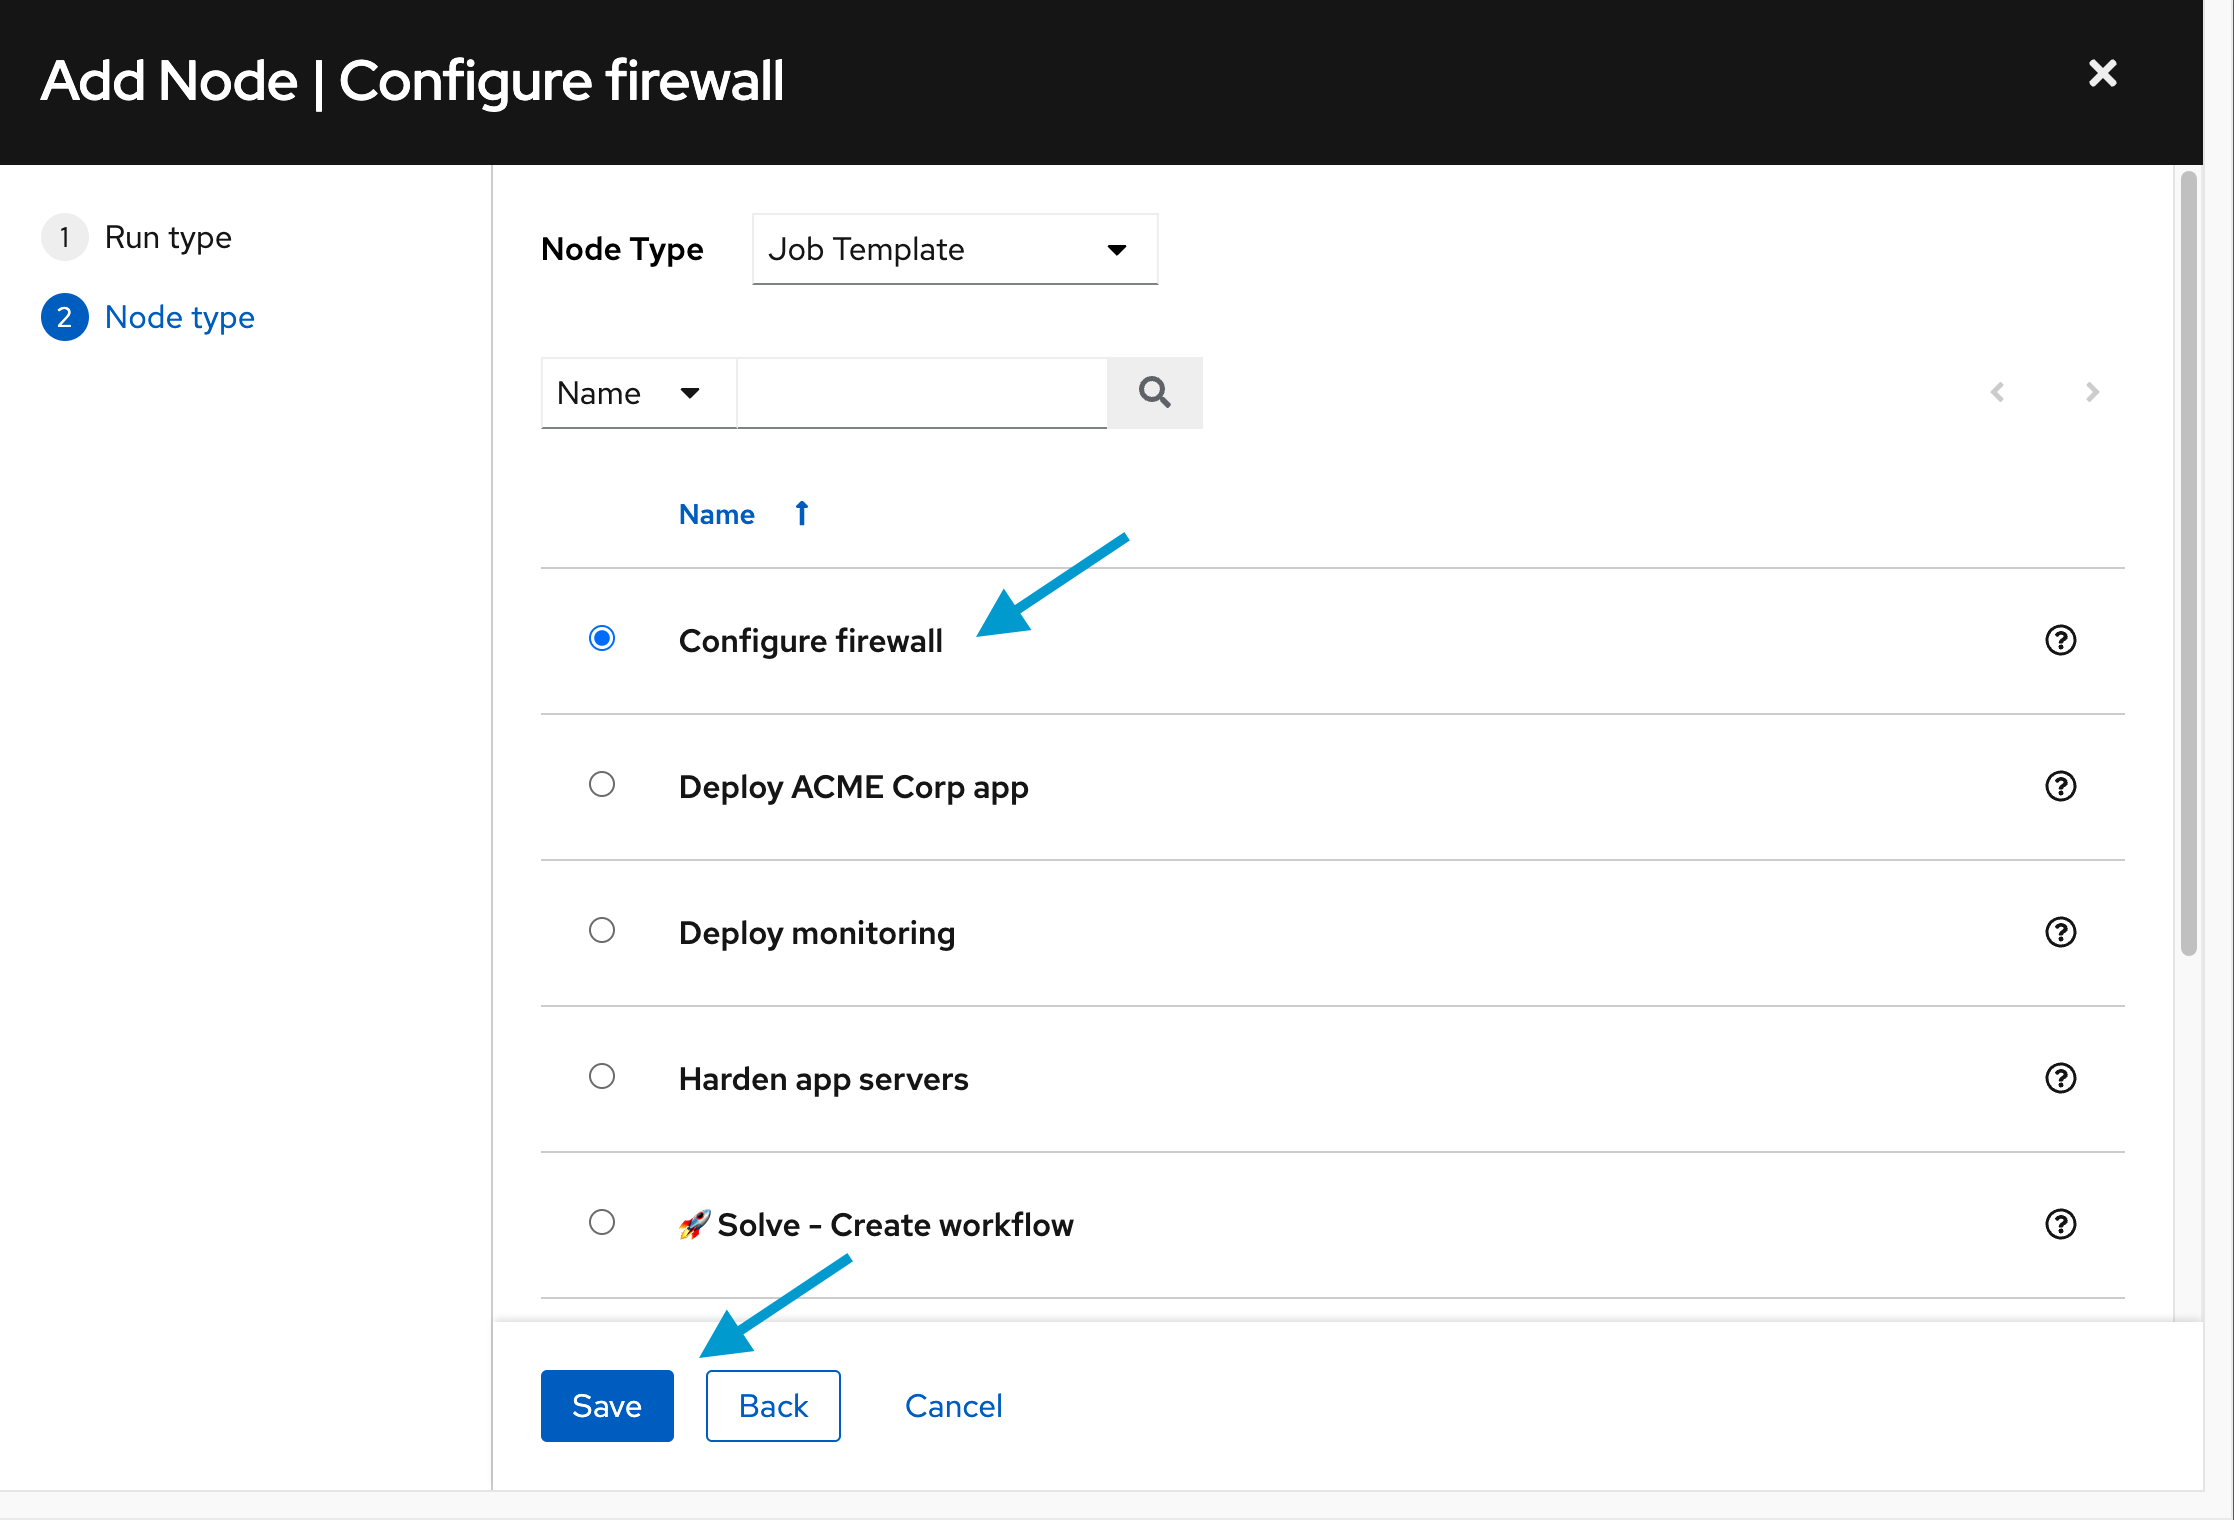 Add Node | Configure firewall
1 Run type
2 Node type
Node Type Job Template
Name
Name
Configure firewall
Deploy ACME Corp app
Deploy monitoring
Harden app servers
🚀 Solve - Create workflow
Save Back Cancel